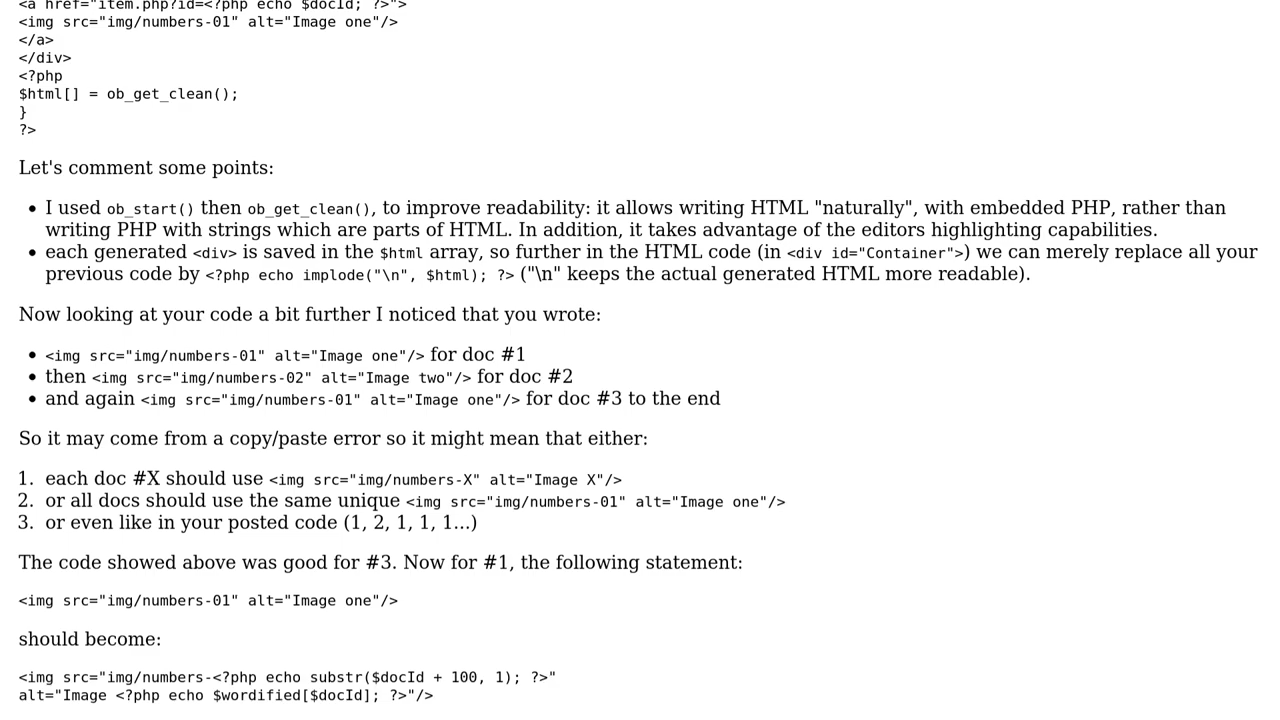 <a href="item.php?id=<?php echo $docId; ?>">
<img src="img/numbers-01" alt="Image one"/>
</a>
</div>
<?php
$html[] = ob_get_clean();
}
?>
Let's comment some points:
• I used ob_start() then ob_get_clean(), to improve readability: it allows writing HTML "naturally", with embedded PHP, rather than
writing PHP with strings which are parts of HTML. In addition, it takes advantage of the editors highlighting capabilities.
• each generated <div> is saved in the $html array, so further in the HTML code (in <div id="Container">) we can merely replace all your
previous code by <?php echo implode("\n", $html); ?> ("\n" keeps the actual generated HTML more readable).
Now looking at your code a bit further I noticed that you wrote:
• <img src="img/numbers-01" alt="Image one"/> for doc #1
• then <img src="img/numbers-02" alt="Image two"/> for doc #2
• and again <img src="img/numbers-01" alt="Image one"/> for doc #3 to the end
So it may come from a copy/paste error so it might mean that either:
1. each doc #X should use <img src="img/numbers-X" alt="Image X"/>
2. or all docs should use the same unique <img src="img/numbers-01" alt="Image one"/>
3. or even like in your posted code (1, 2, 1, 1, 1...)
The code showed above was good for #3. Now for #1, the following statement:
<img src="img/numbers-01" alt="Image one"/>
should become:
<img src="img/numbers-<?php echo substr($docId + 100, 1); ?>"
alt="Image <?php echo $wordified[$docId]; ?>"/>